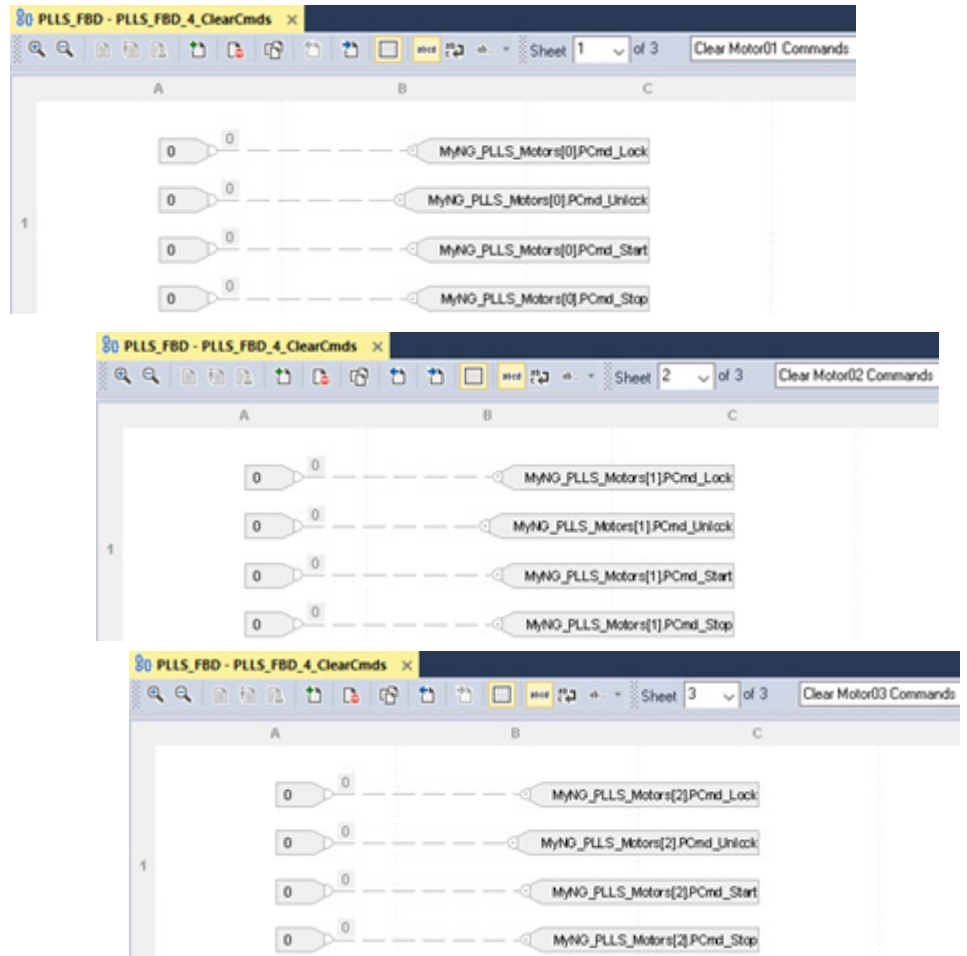 PLLS_FBD - PLLS_FBD_4_ClearCmds ×
abcd ab... Sheet 1 of 3 Clear Motor01 Commands
A B C
0 0 MyNG_PLLS_Motors[0].PCmd_Lock
0 0 MyNG_PLLS_Motors[0].PCmd_Unlock
1
0 0 MyNG_PLLS_Motors[0].PCmd_Start
0 0 MyNG_PLLS_Motors[0].PCmd_Stop
PLLS_FBD - PLLS_FBD_4_ClearCmds ×
abcd Sheet 2 of 3 Clear Motor02 Commands
A B C
0 0 MyNG_PLLS_Motors[1].PCmd_Lock
0 0 MyNG_PLLS_Motors[1].PCmd_Unlock
1
0 0 MyNG_PLLS_Motors[1].PCmd_Start
0 0 MyNG_PLLS_Motors[1].PCmd_Stop
PLLS_FBD - PLLS_FBD_4_ClearCmds ×
abcd Sheet 3 of 3 Clear Motor03 Commands
A B C
0 0 MyNG_PLLS_Motors[2].PCmd_Lock
0 0 MyNG_PLLS_Motors[2].PCmd_Unlock
1
0 0 MyNG_PLLS_Motors[2].PCmd_Start
0 0 MyNG_PLLS_Motors[2].PCmd_Stop